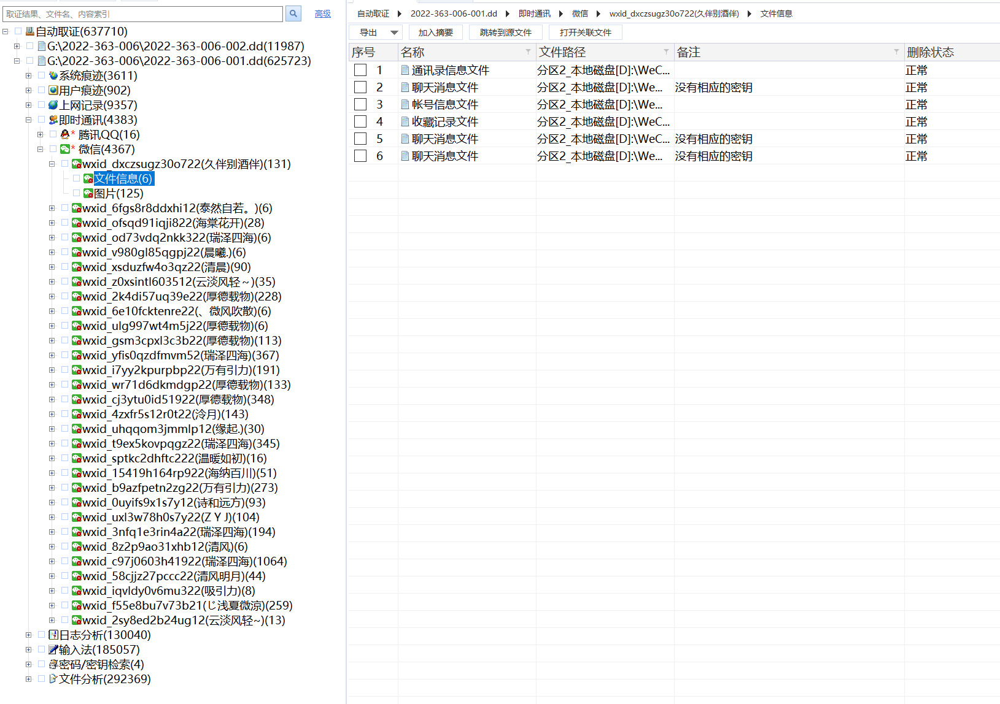 取证结果、文件名、内容索引
高级
自动取证(637710)
G:\2022-363-006\2022-363-006-002.dd(11987)
G:\2022-363-006\2022-363-006-001.dd(625723)
系统痕迹(3611)
用户痕迹(902)
上网记录(9357)
即时通讯(4383)
* 腾讯QQ(16)
* 微信(4367)
wxid_dxczsugz30o722(久伴别酒伴)(131)
文件信息(6)
图片(125)
wxid_6fgs8r8ddxhi12(泰然自若。)(6)
wxid_ofsqd91iqji822(海棠花开)(28)
wxid_od73vdq2nkk322(瑞泽四海)(6)
wxid_v980gl85qgpj22(晨曦.)(6)
wxid_xsduzfw4o3qz22(清晨)(90)
wxid_z0xsintl603512(云淡风轻～)(35)
wxid_2k4di57uq39e22(厚德载物)(228)
wxid_6e10fcktenre22(、微风吹散)(6)
wxid_ulg997wt4m5j22(厚德载物)(6)
wxid_gsm3cpxl3c3b22(厚德载物)(113)
wxid_yfis0qzdfmvm52(瑞泽四海)(367)
wxid_i7yy2kpurpbp22(万有引力)(191)
wxid_wr71d6dkmdgp22(厚德载物)(133)
wxid_cj3ytu0id51922(厚德载物)(348)
wxid_4zxfr5s12r0t22(泠月)(143)
wxid_uhqqom3jmmlp12(缘起.)(30)
wxid_t9ex5kovpqgz22(瑞泽四海)(345)
wxid_sptkc2dhftc222(温暖如初)(16)
wxid_15419h164rp922(海纳百川)(51)
wxid_b9azfpetn2zg22(万有引力)(273)
wxid_0uyifs9x1s7y12(诗和远方)(93)
wxid_uxl3w78h0s7y22(Z Y J)(104)
wxid_3nfq1e3rin4a22(瑞泽四海)(194)
wxid_8z2p9ao31xhb12(清风)(6)
wxid_c97j0603h41922(瑞泽四海)(1064)
wxid_58cjjz27pccc22(清风明月)(44)
wxid_iqvldy0v6mu322(吸引力)(8)
wxid_f55e8bu7v73b21(じ浅夏微涼)(259)
wxid_2sy8ed2b24ug12(云淡风轻~)(13)
日志分析(130040)
输入法(185057)
密码/密钥检索(4)
文件分析(292369)
自动取证 ▶ 2022-363-006-001.dd ▶ 即时通讯 ▶ 微信 ▶ wxid_dxczsugz30o722(久伴别酒伴) ▶ 文件信息
导出 加入摘要 跳转到源文件 打开关联文件
序号 名称 文件路径 备注 删除状态
1 通讯录信息文件 分区2_本地磁盘[D]:\WeC... 正常
2 聊天消息文件 分区2_本地磁盘[D]:\We... 没有相应的密钥 正常
3 帐号信息文件 分区2_本地磁盘[D]:\We... 正常
4 收藏记录文件 分区2_本地磁盘[D]:\WeC... 正常
5 聊天消息文件 分区2_本地磁盘[D]:\WeC... 没有相应的密钥 正常
6 聊天消息文件 分区2_本地磁盘[D]:\We... 没有相应的密钥 正常